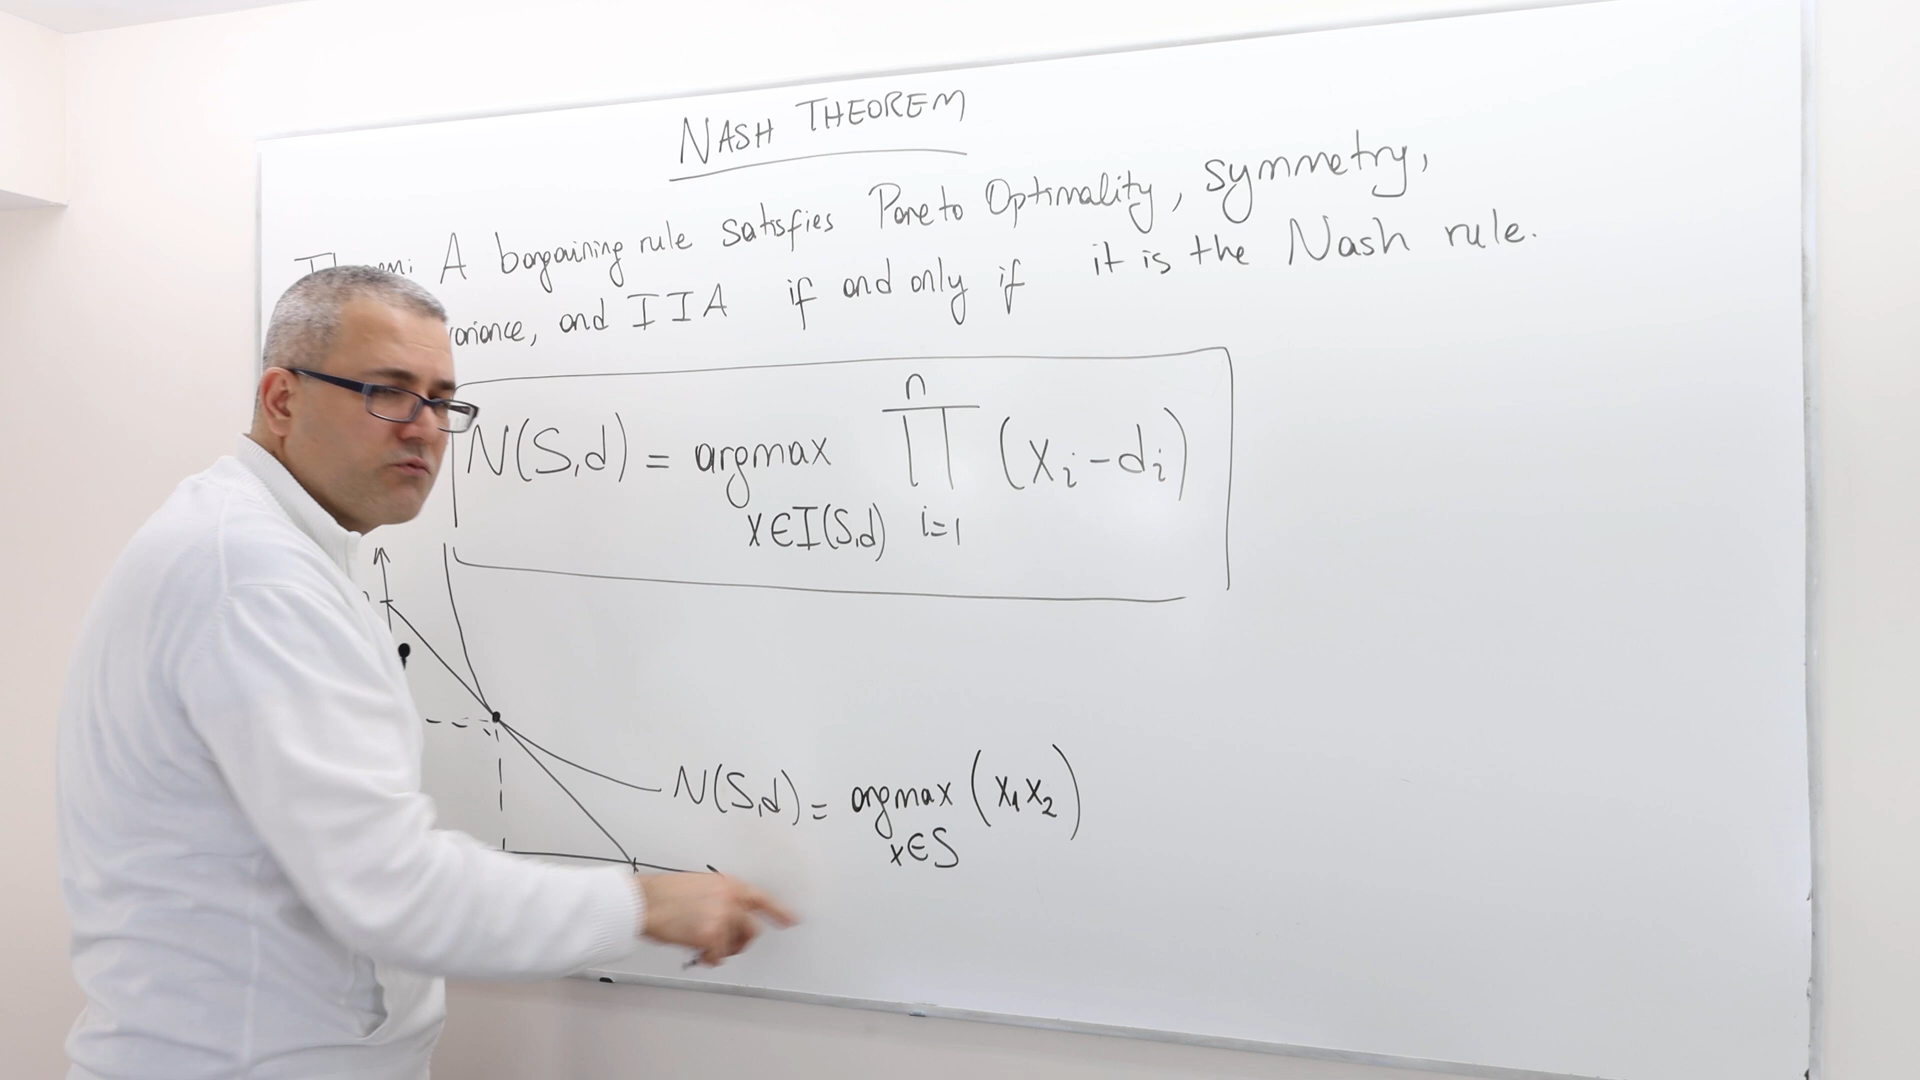 NASH THEOREM
A bargaining rule satisfies Pareto Optimality, symmetry,
and IIA if and only if it is the Nash rule.
N(S,d) = argmax ∏ (xᵢ-dᵢ)
n
x∈I(S,d) i=1
N(S,d) = argmax (x₁x₂)
x∈S